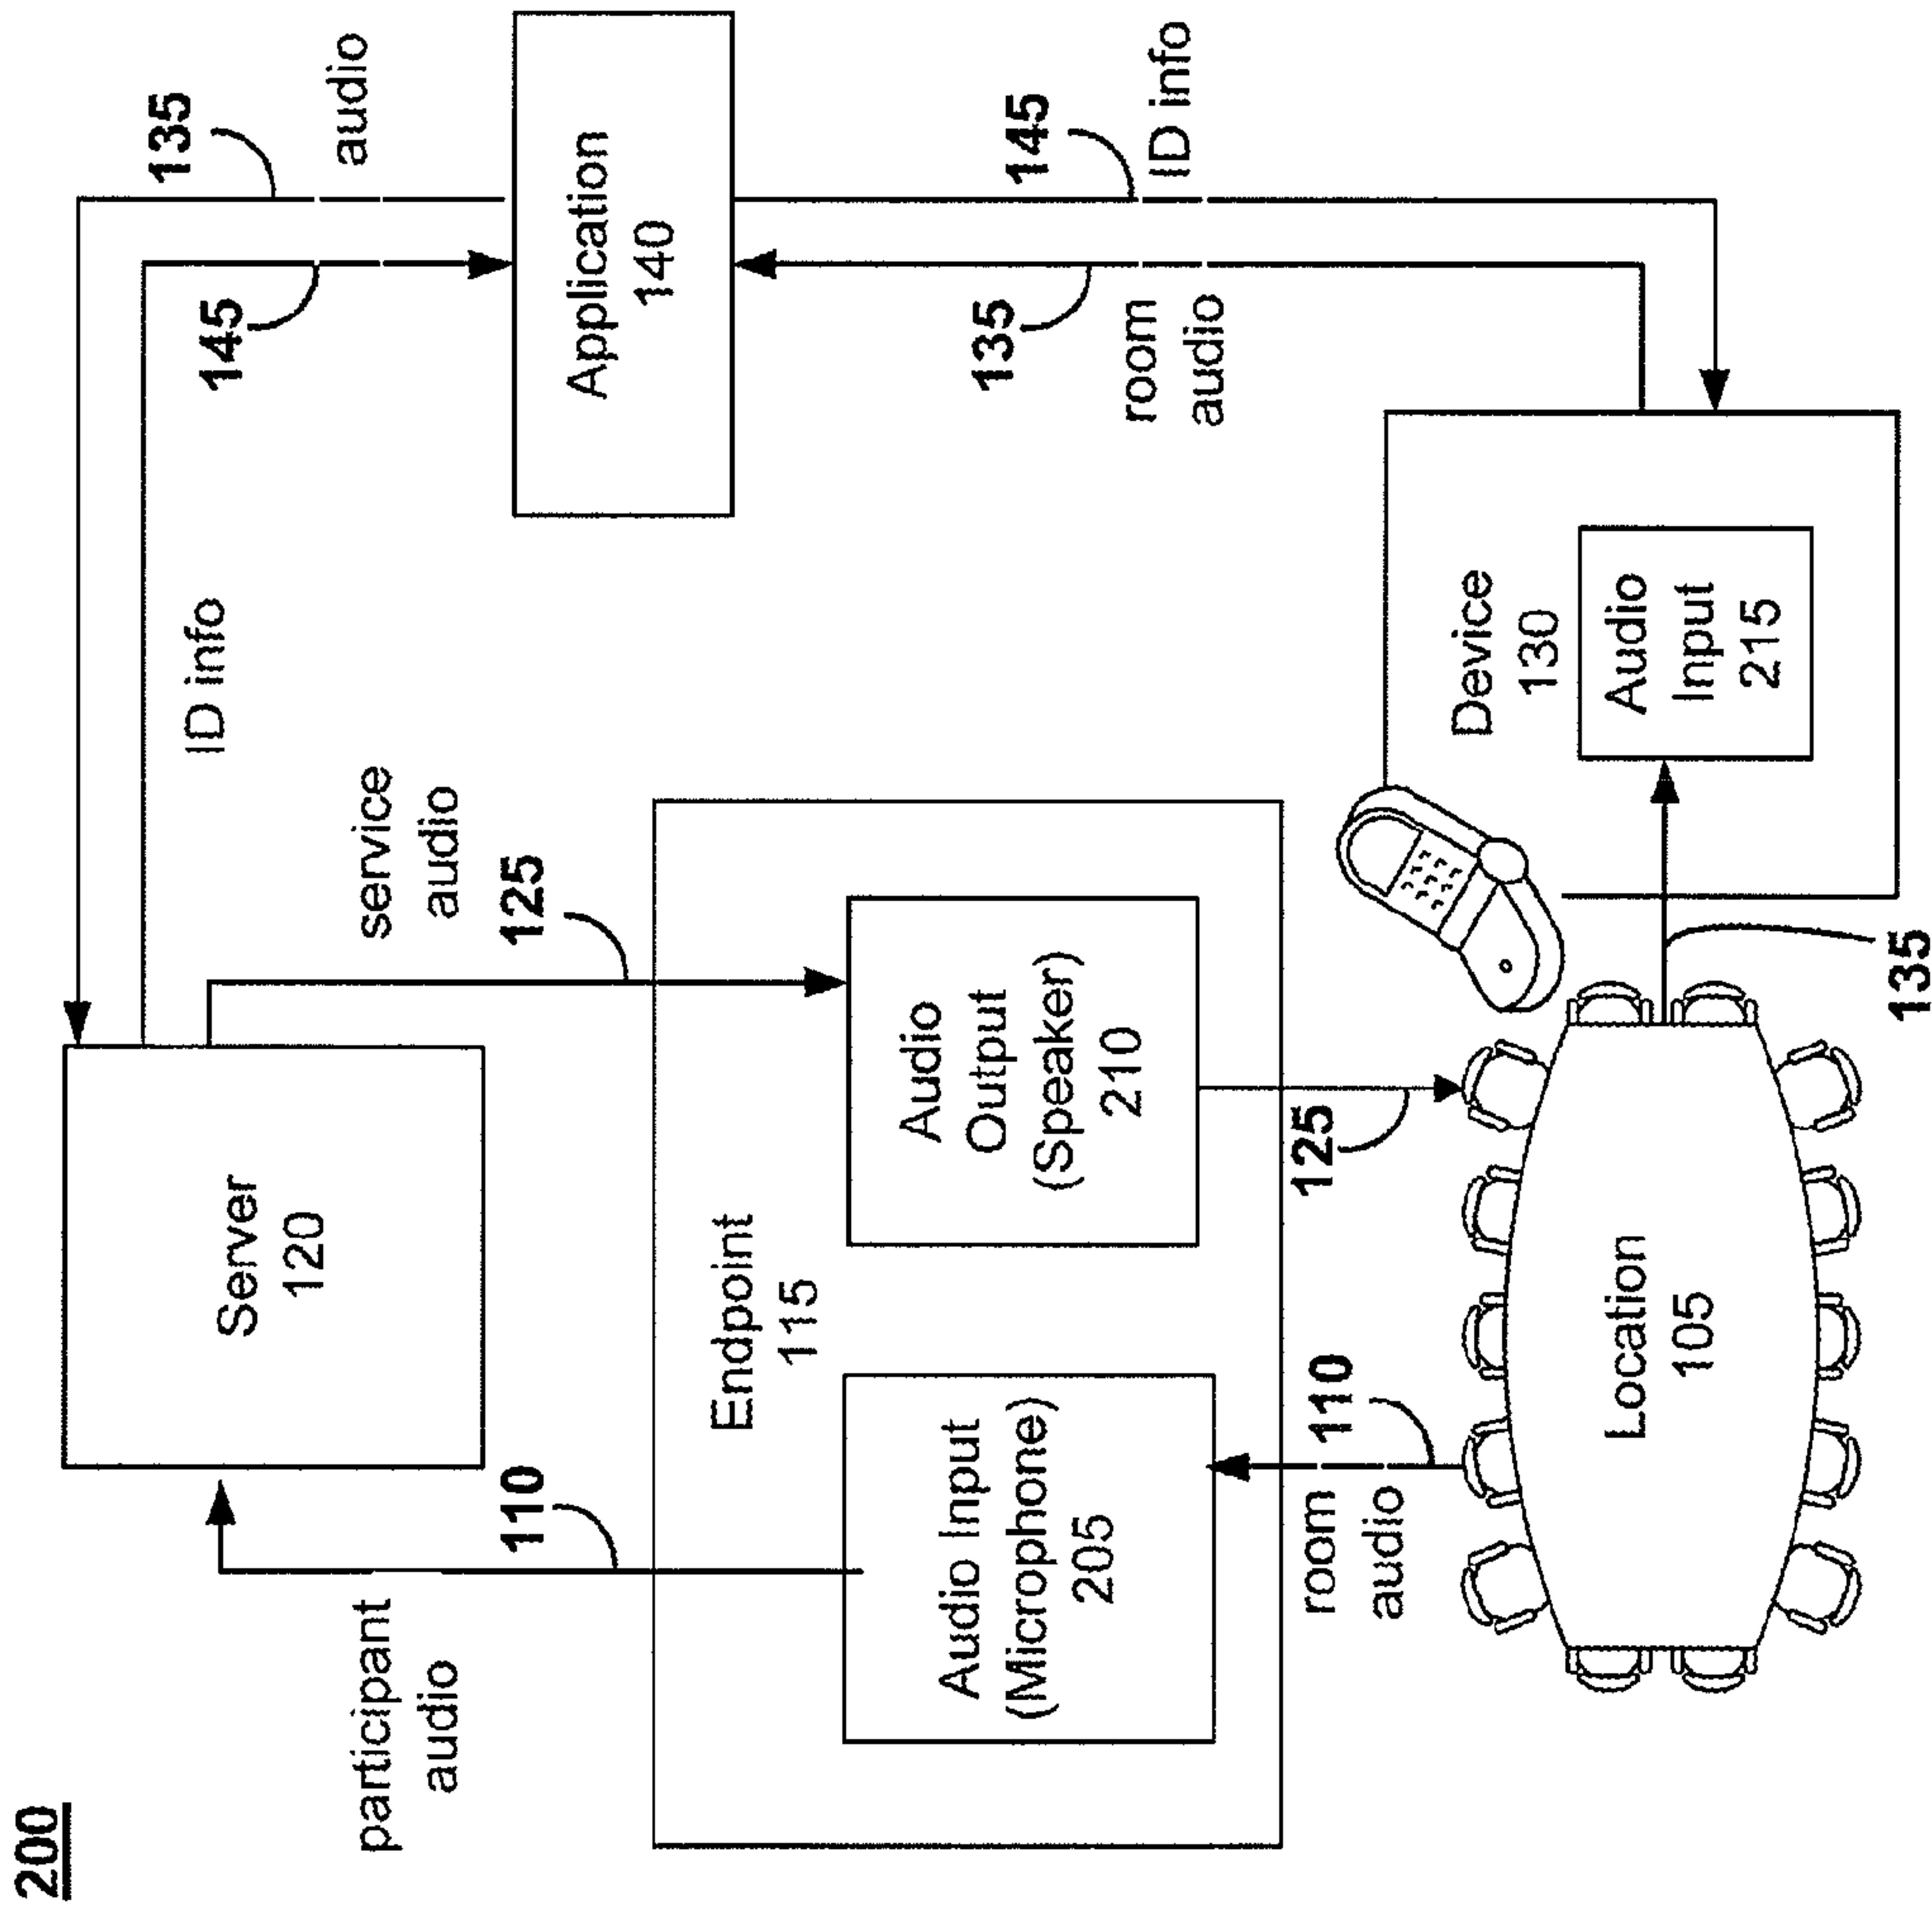 200
participant
audio
110
Server
120
service
audio
125
ID info
145
135
audio
Application
140
Endpoint
115
Audio Input
(Microphone)
205
Audio
Output
(Speaker)
210
room
audio
110
125
135
room
audio
145
ID info
Location
105
135
Device
130
Audio
Input
215